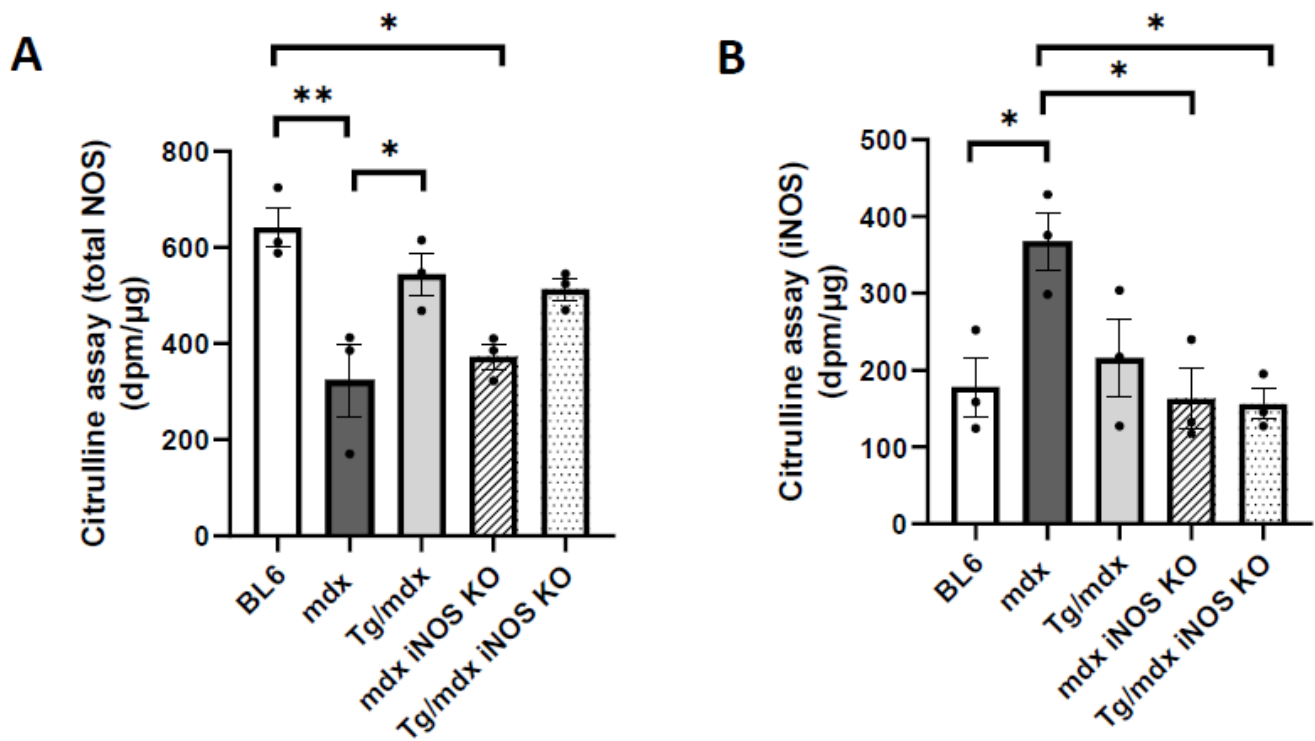 A
*
**
*
Citrulline assay (total NOS)
(dpm/µg)
800
600
400
200
0
BL6
mdx
Tg/mdx
mdx iNOS KO
Tg/mdx iNOS KO
B
*
*
*
Citrulline assay (iNOS)
(dpm/µg)
500
400
300
200
100
0
BL6
mdx
Tg/mdx
mdx iNOS KO
Tg/mdx iNOS KO